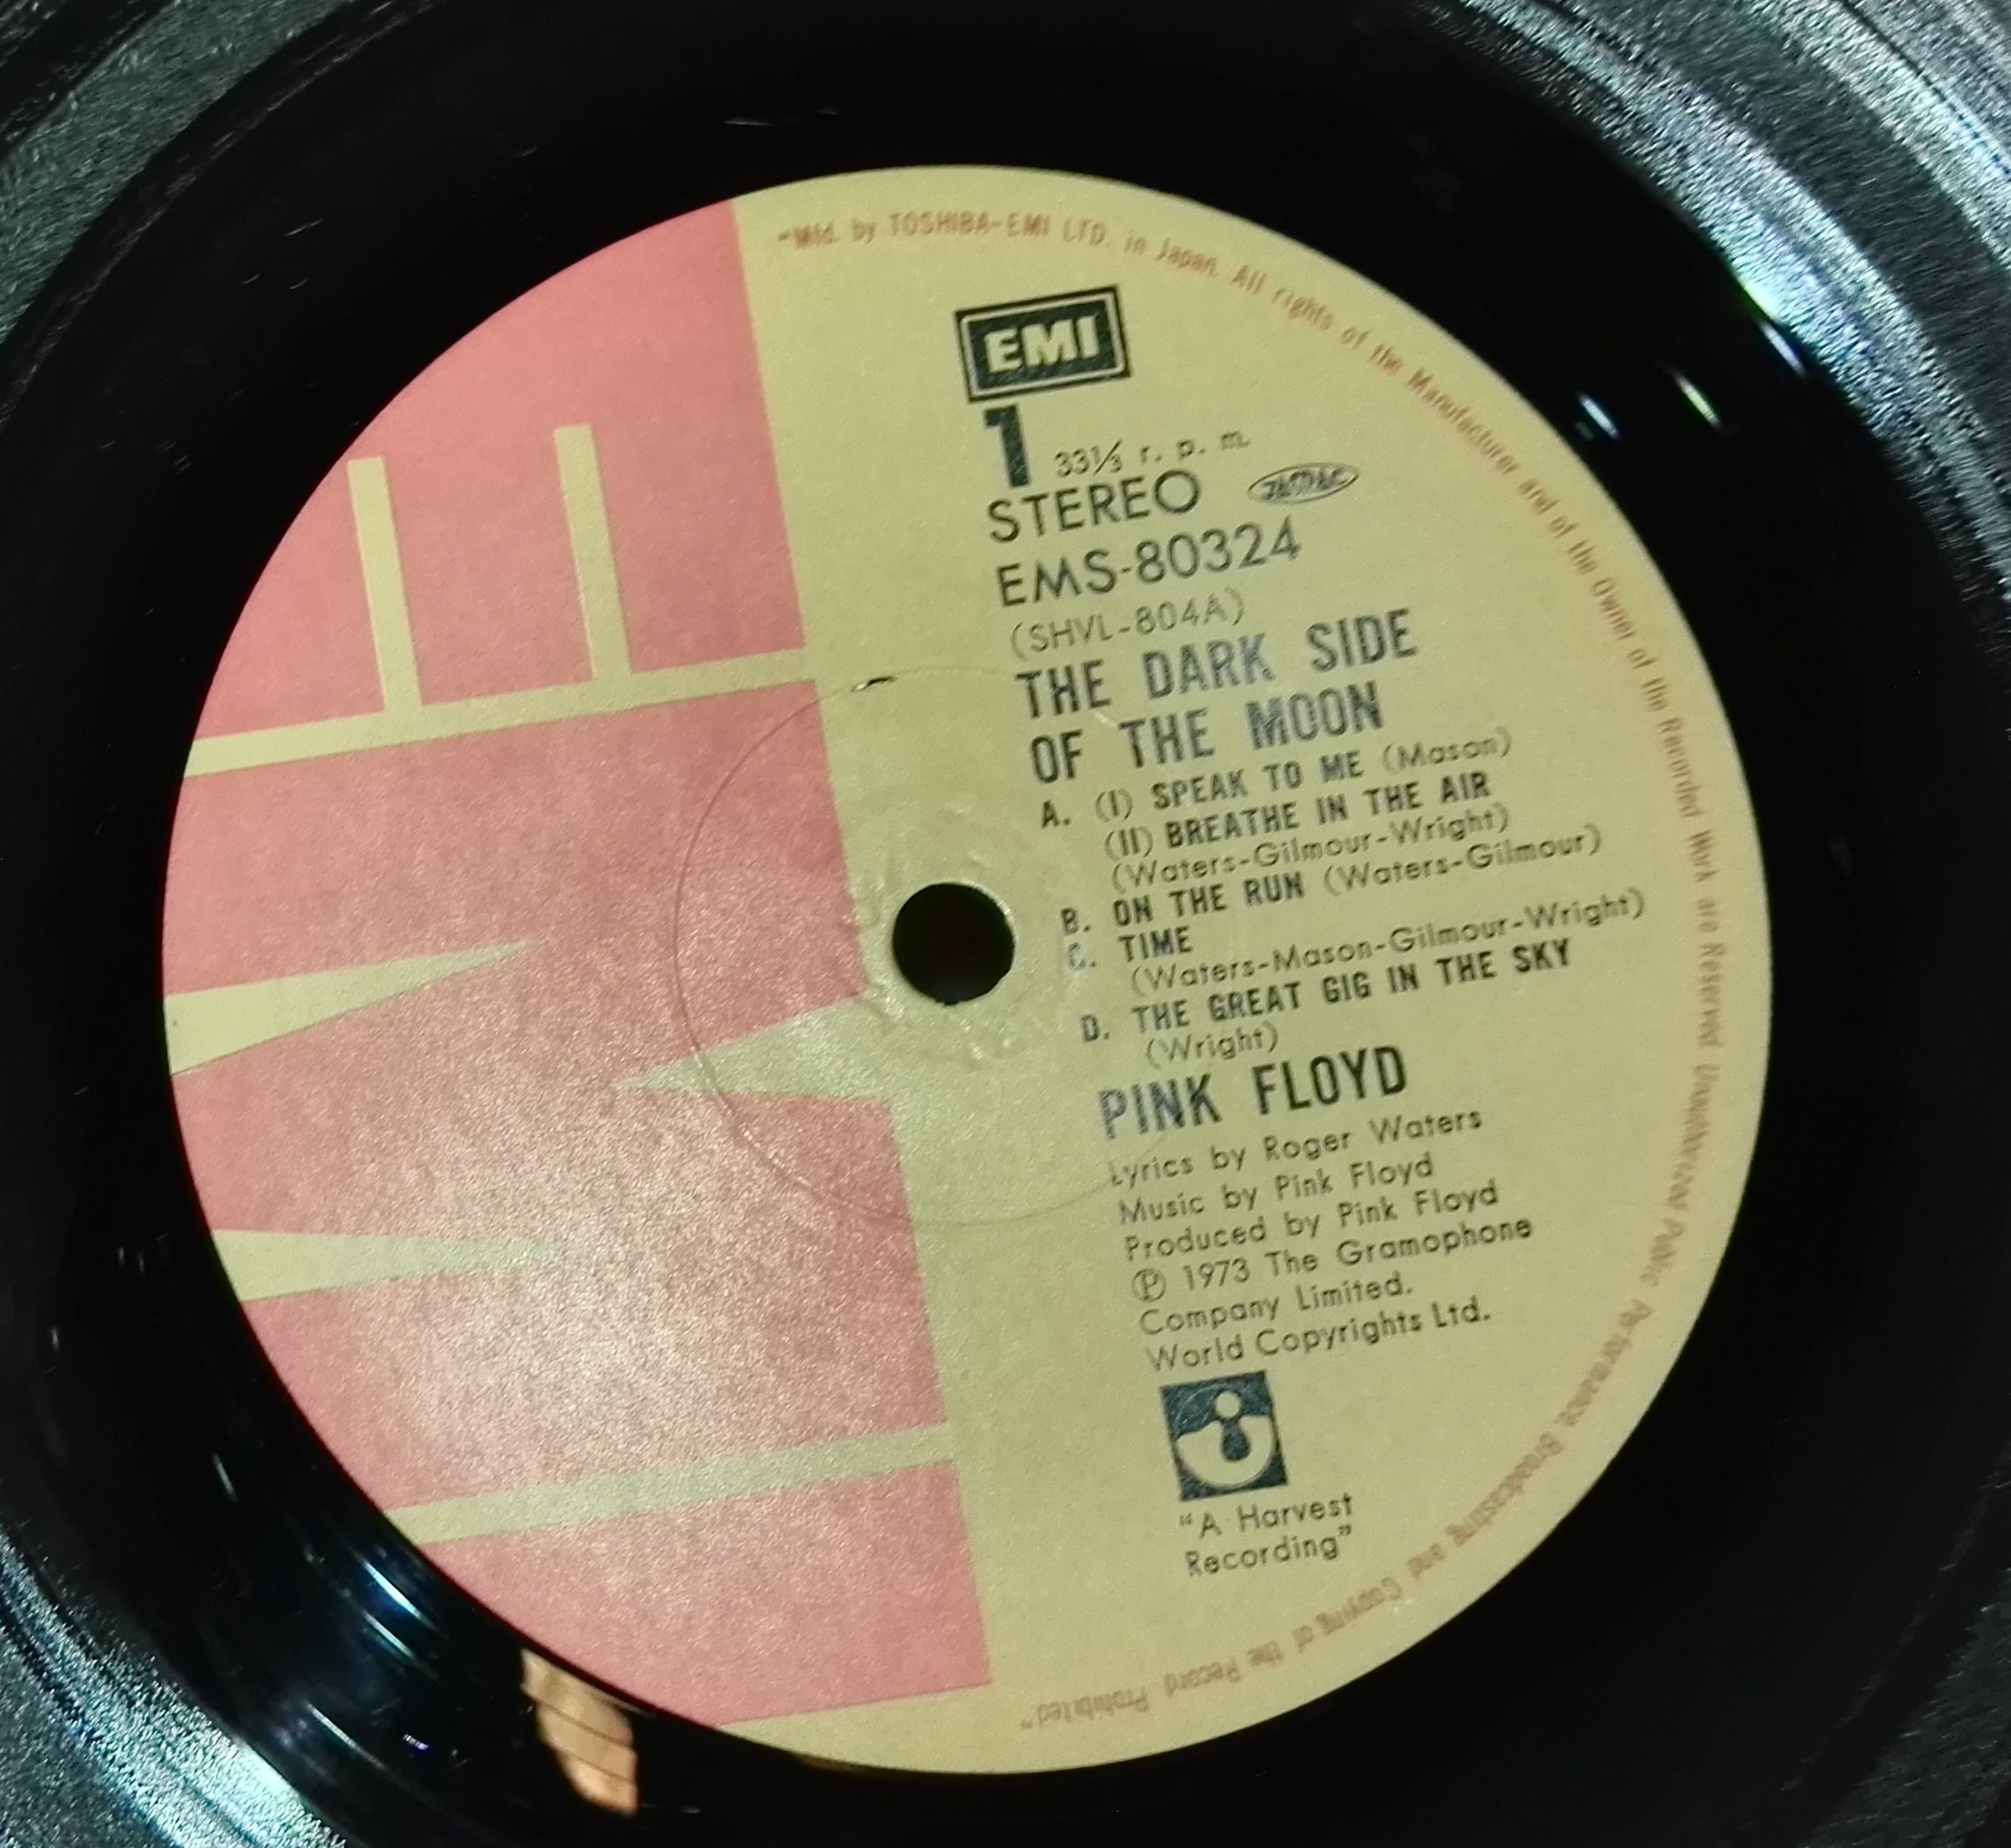 "Mfd. by TOSHIBA-EMI LTD. in Japan. All rights of the Manufacturer and of the Owner of the Recorded Work are Reserved Unauthorized Public Performance Broadcasting and Copying of the Record Prohibited."
EMI
1 33⅓ r. p. m.
STEREO JASRAC
EMS-80324
(SHVL-804A)
THE DARK SIDE
OF THE MOON
A. (I) SPEAK TO ME (Mason)
(II) BREATHE IN THE AIR
(Waters-Gilmour-Wright)
B. ON THE RUN (Waters-Gilmour)
C. TIME
(Waters-Mason-Gilmour-Wright)
D. THE GREAT GIG IN THE SKY
(Wright)
PINK FLOYD
Lyrics by Roger Waters
Music by Pink Floyd
Produced by Pink Floyd
℗ 1973 The Gramophone
Company Limited.
World Copyrights Ltd.
"A Harvest
Recording"
EMI